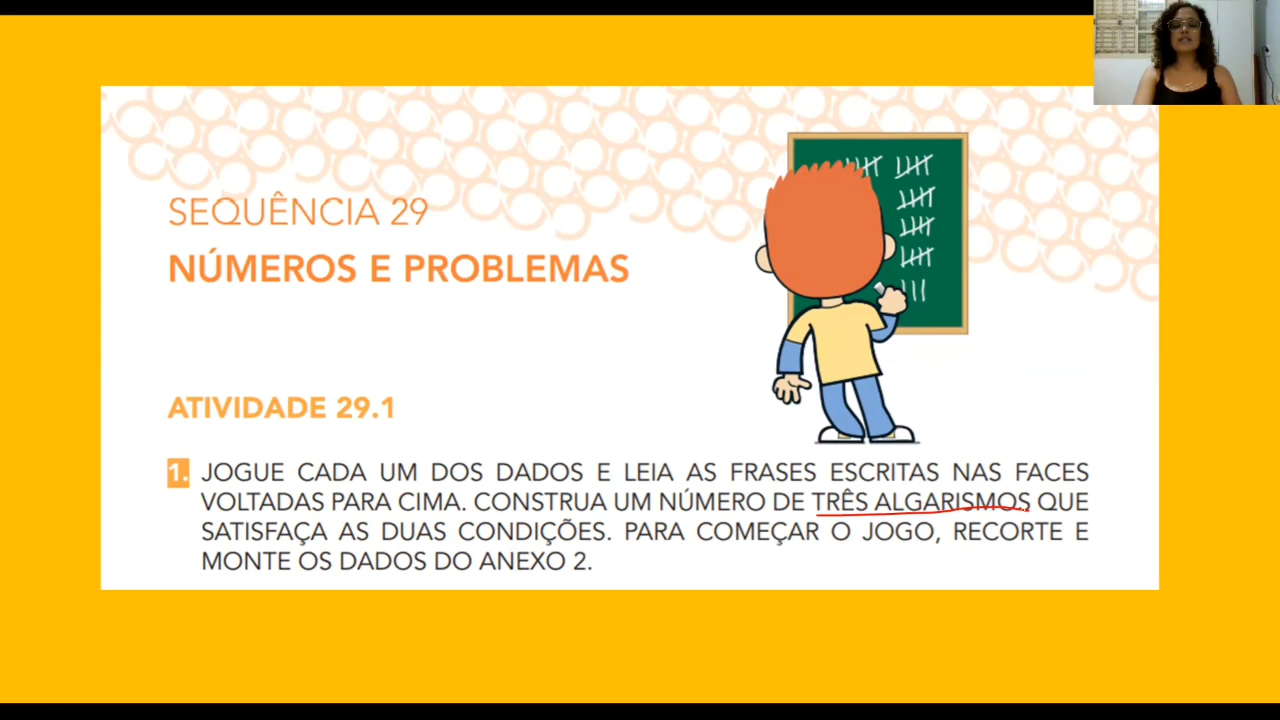 SEQUÊNCIA 29
NÚMEROS E PROBLEMAS
ATIVIDADE 29.1
1. JOGUE CADA UM DOS DADOS E LEIA AS FRASES ESCRITAS NAS FACES
VOLTADAS PARA CIMA. CONSTRUA UM NÚMERO DE TRÊS ALGARISMOS QUE
SATISFAÇA AS DUAS CONDIÇÕES. PARA COMEÇAR O JOGO, RECORTE E
MONTE OS DADOS DO ANEXO 2.